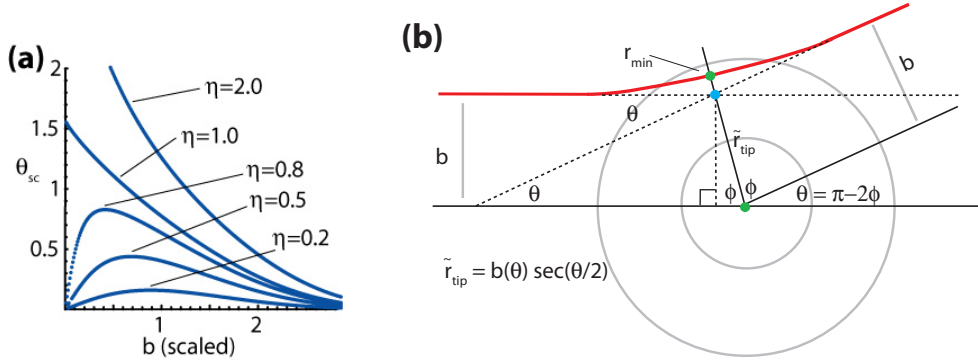 (a)
2
1.5
1
0.5
θsc
η=2.0
η=1.0
η=0.8
η=0.5
η=0.2
1
2
b (scaled)
(b)
rmin
b
θ
r̃tip
b
θ
ϕ
ϕ
θ = π−2ϕ
r̃tip = b(θ) sec(θ/2)